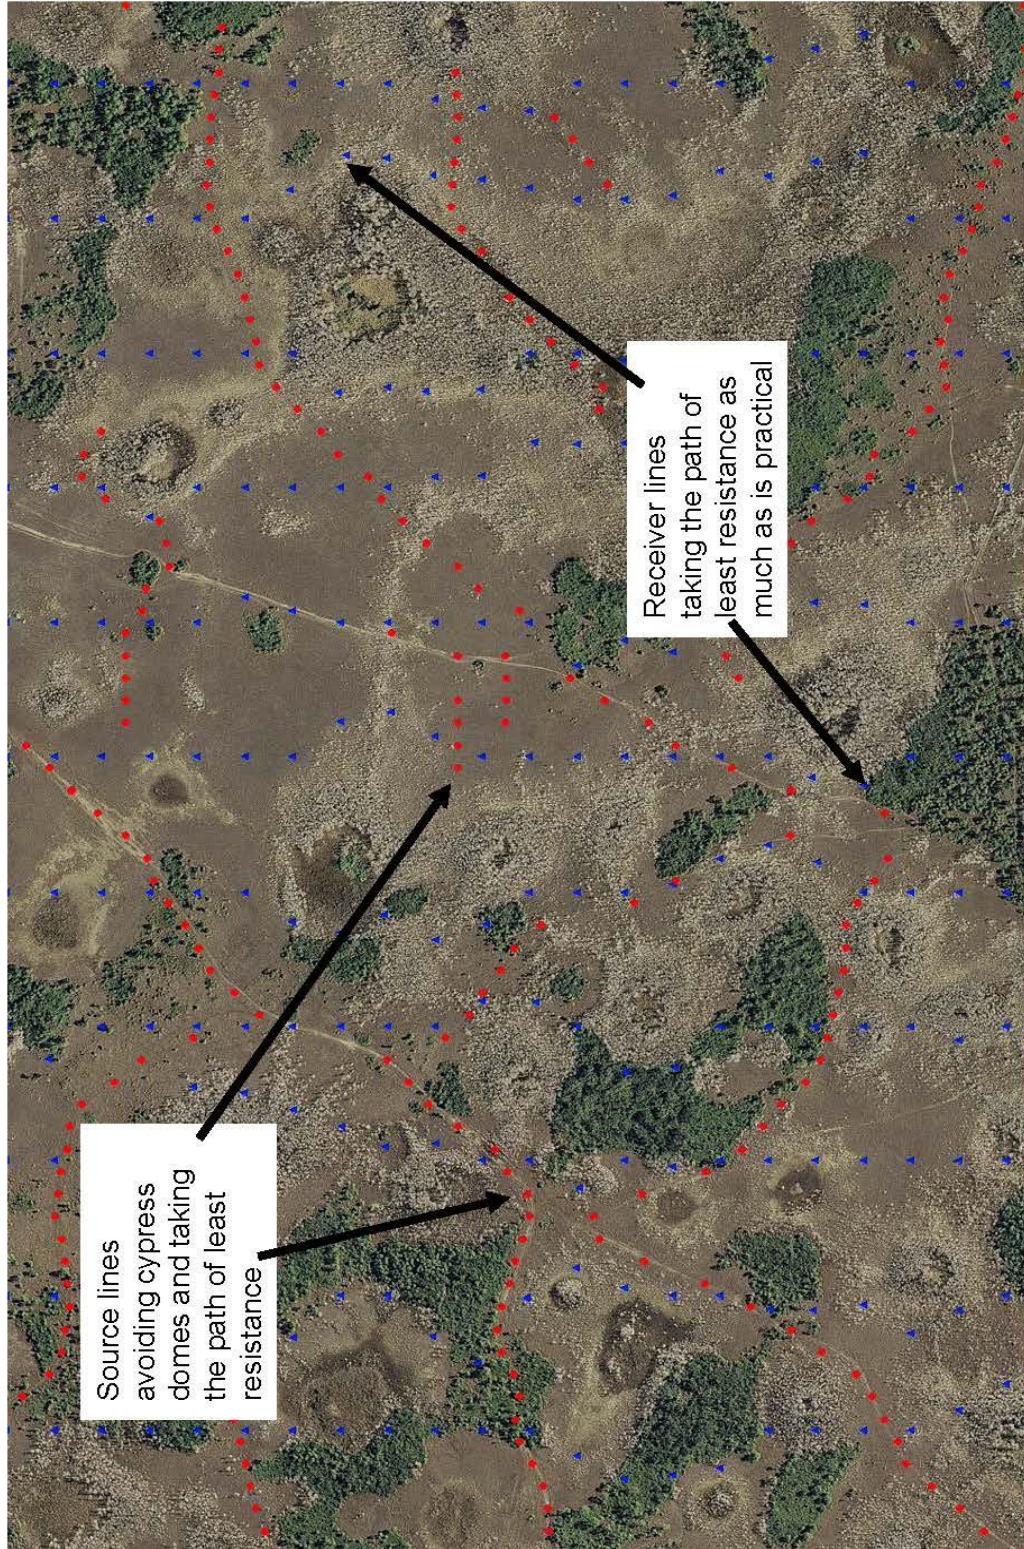 Source lines
avoiding cypress
domes and taking
the path of least
resistance
Receiver lines
taking the path of
least resistance as
much as is practical